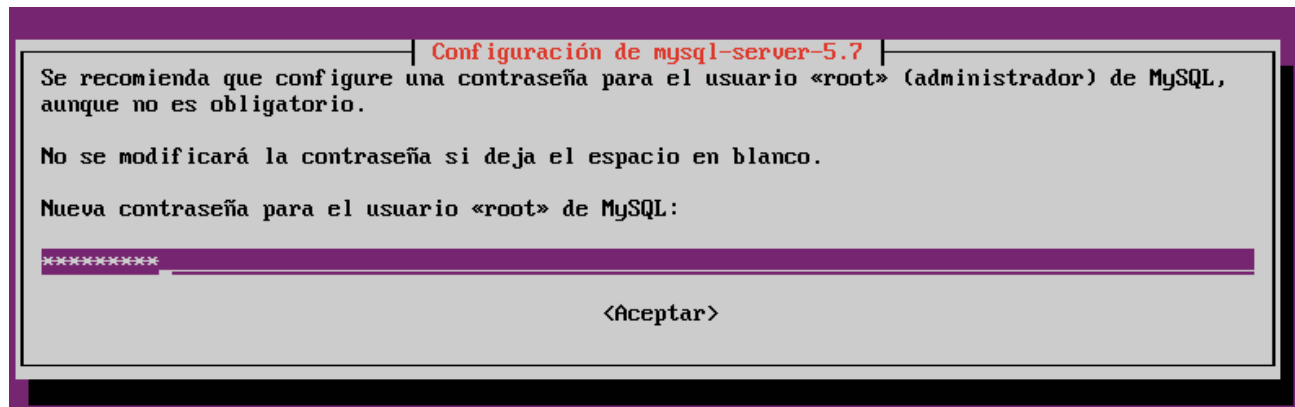 Configuración de mysql-server-5.7
Se recomienda que configure una contraseña para el usuario «root» (administrador) de MySQL,
aunque no es obligatorio.
No se modificará la contraseña si deja el espacio en blanco.
Nueva contraseña para el usuario «root» de MySQL:
*********
<Aceptar>